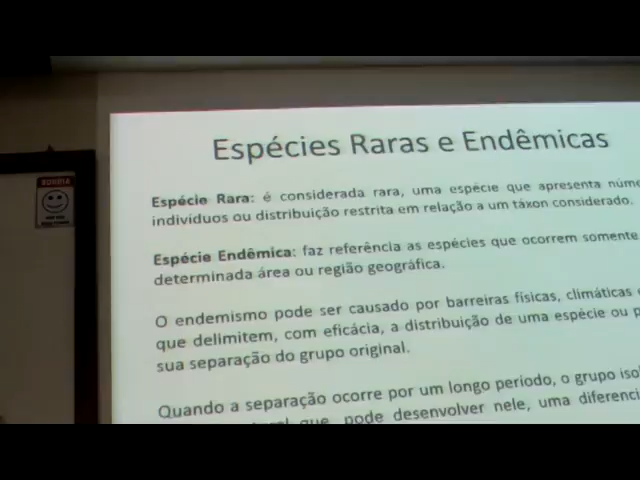 Espécies Raras e Endêmicas
SORRIA
Espécie Rara: é considerada rara, uma espécie que apresenta
indivíduos ou distribuição restrita em relação a um táxon considerado.
Espécie Endêmica: faz referência as espécies que ocorrem somente
determinada área ou região geográfica.
O endemismo pode ser causado por barreiras físicas, climáticas
que delimitem, com eficácia, a distribuição de uma espécie ou
sua separação do grupo original.
Quando a separação ocorre por um longo período, o grupo
que pode desenvolver nele, uma